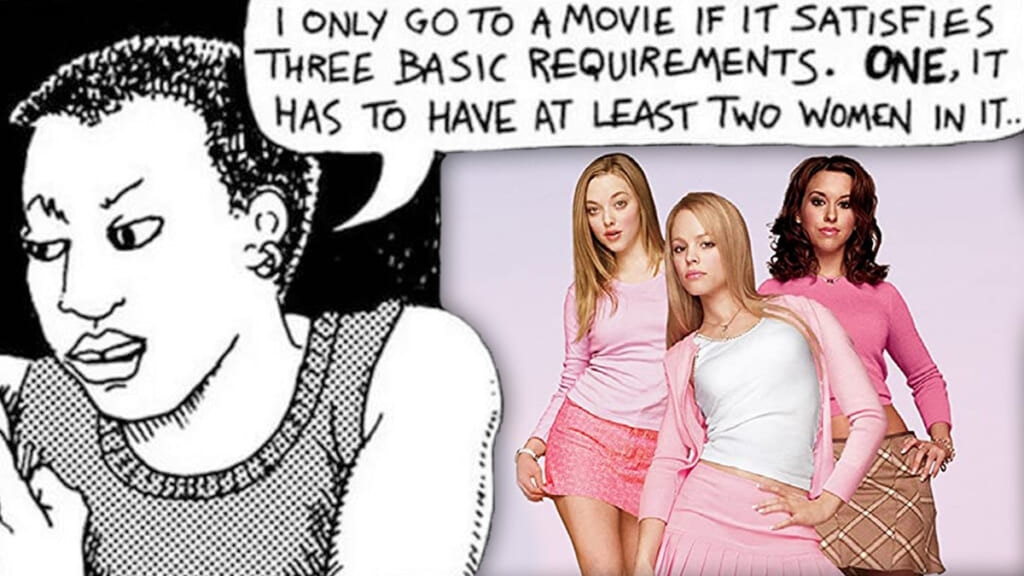 I ONLY GO TO A MOVIE IF IT SATISFIES
THREE BASIC REQUIREMENTS. ONE, IT
HAS TO HAVE AT LEAST TWO WOMEN IN IT..